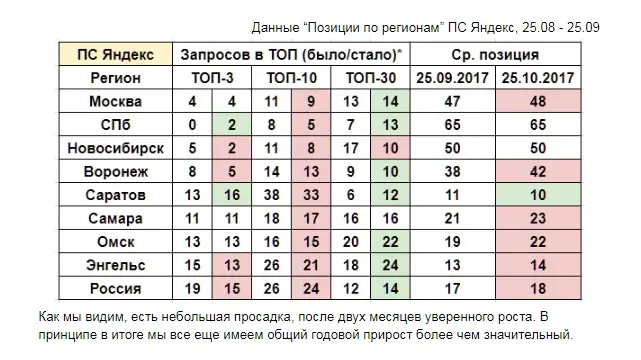 Данные “Позиции по регионам” ПС Яндекс, 25.08 - 25.09
ПС Яндекс Запросов в ТОП (было/стало)* Ср. позиция
Регион ТОП-3 ТОП-10 ТОП-30 25.09.2017 25.10.2017
Москва 4 4 11 9 13 14 47 48
СПб 0 2 8 5 7 13 65 65
Новосибирск 5 2 11 8 17 10 50 50
Воронеж 8 5 14 13 9 10 38 42
Саратов 13 16 38 33 6 12 11 10
Самара 11 11 18 17 16 16 21 23
Омск 13 13 16 15 20 22 19 22
Энгельс 15 13 26 21 18 24 13 14
Россия 19 15 26 24 12 14 17 18
Как мы видим, есть небольшая просадка, после двух месяцев уверенного роста. В
принципе в итоге мы все еще имеем общий годовой прирост более чем значительный.